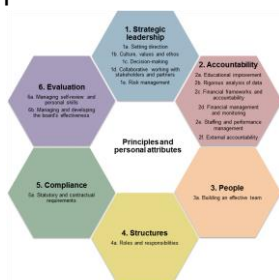 1. Strategic
leadership
1a. Setting direction
1b. Culture, values and ethos
1c. Decision-making
1d. Collaborative working with
stakeholders and partners
1e. Risk management
2. Accountability
2a. Educational improvement
2b. Rigorous analysis of data
2c. Financial frameworks and
accountability
2d. Financial management
and monitoring
2e. Staffing and performance
management
2f. External accountability
3. People
3a. Building an effective team
4. Structures
4a. Roles and responsibilities
5. Compliance
5a. Statutory and contractual
requirements
6. Evaluation
6a. Managing self-review and
personal skills
6b. Managing and developing
the board's effectiveness
Principles and
personal attributes